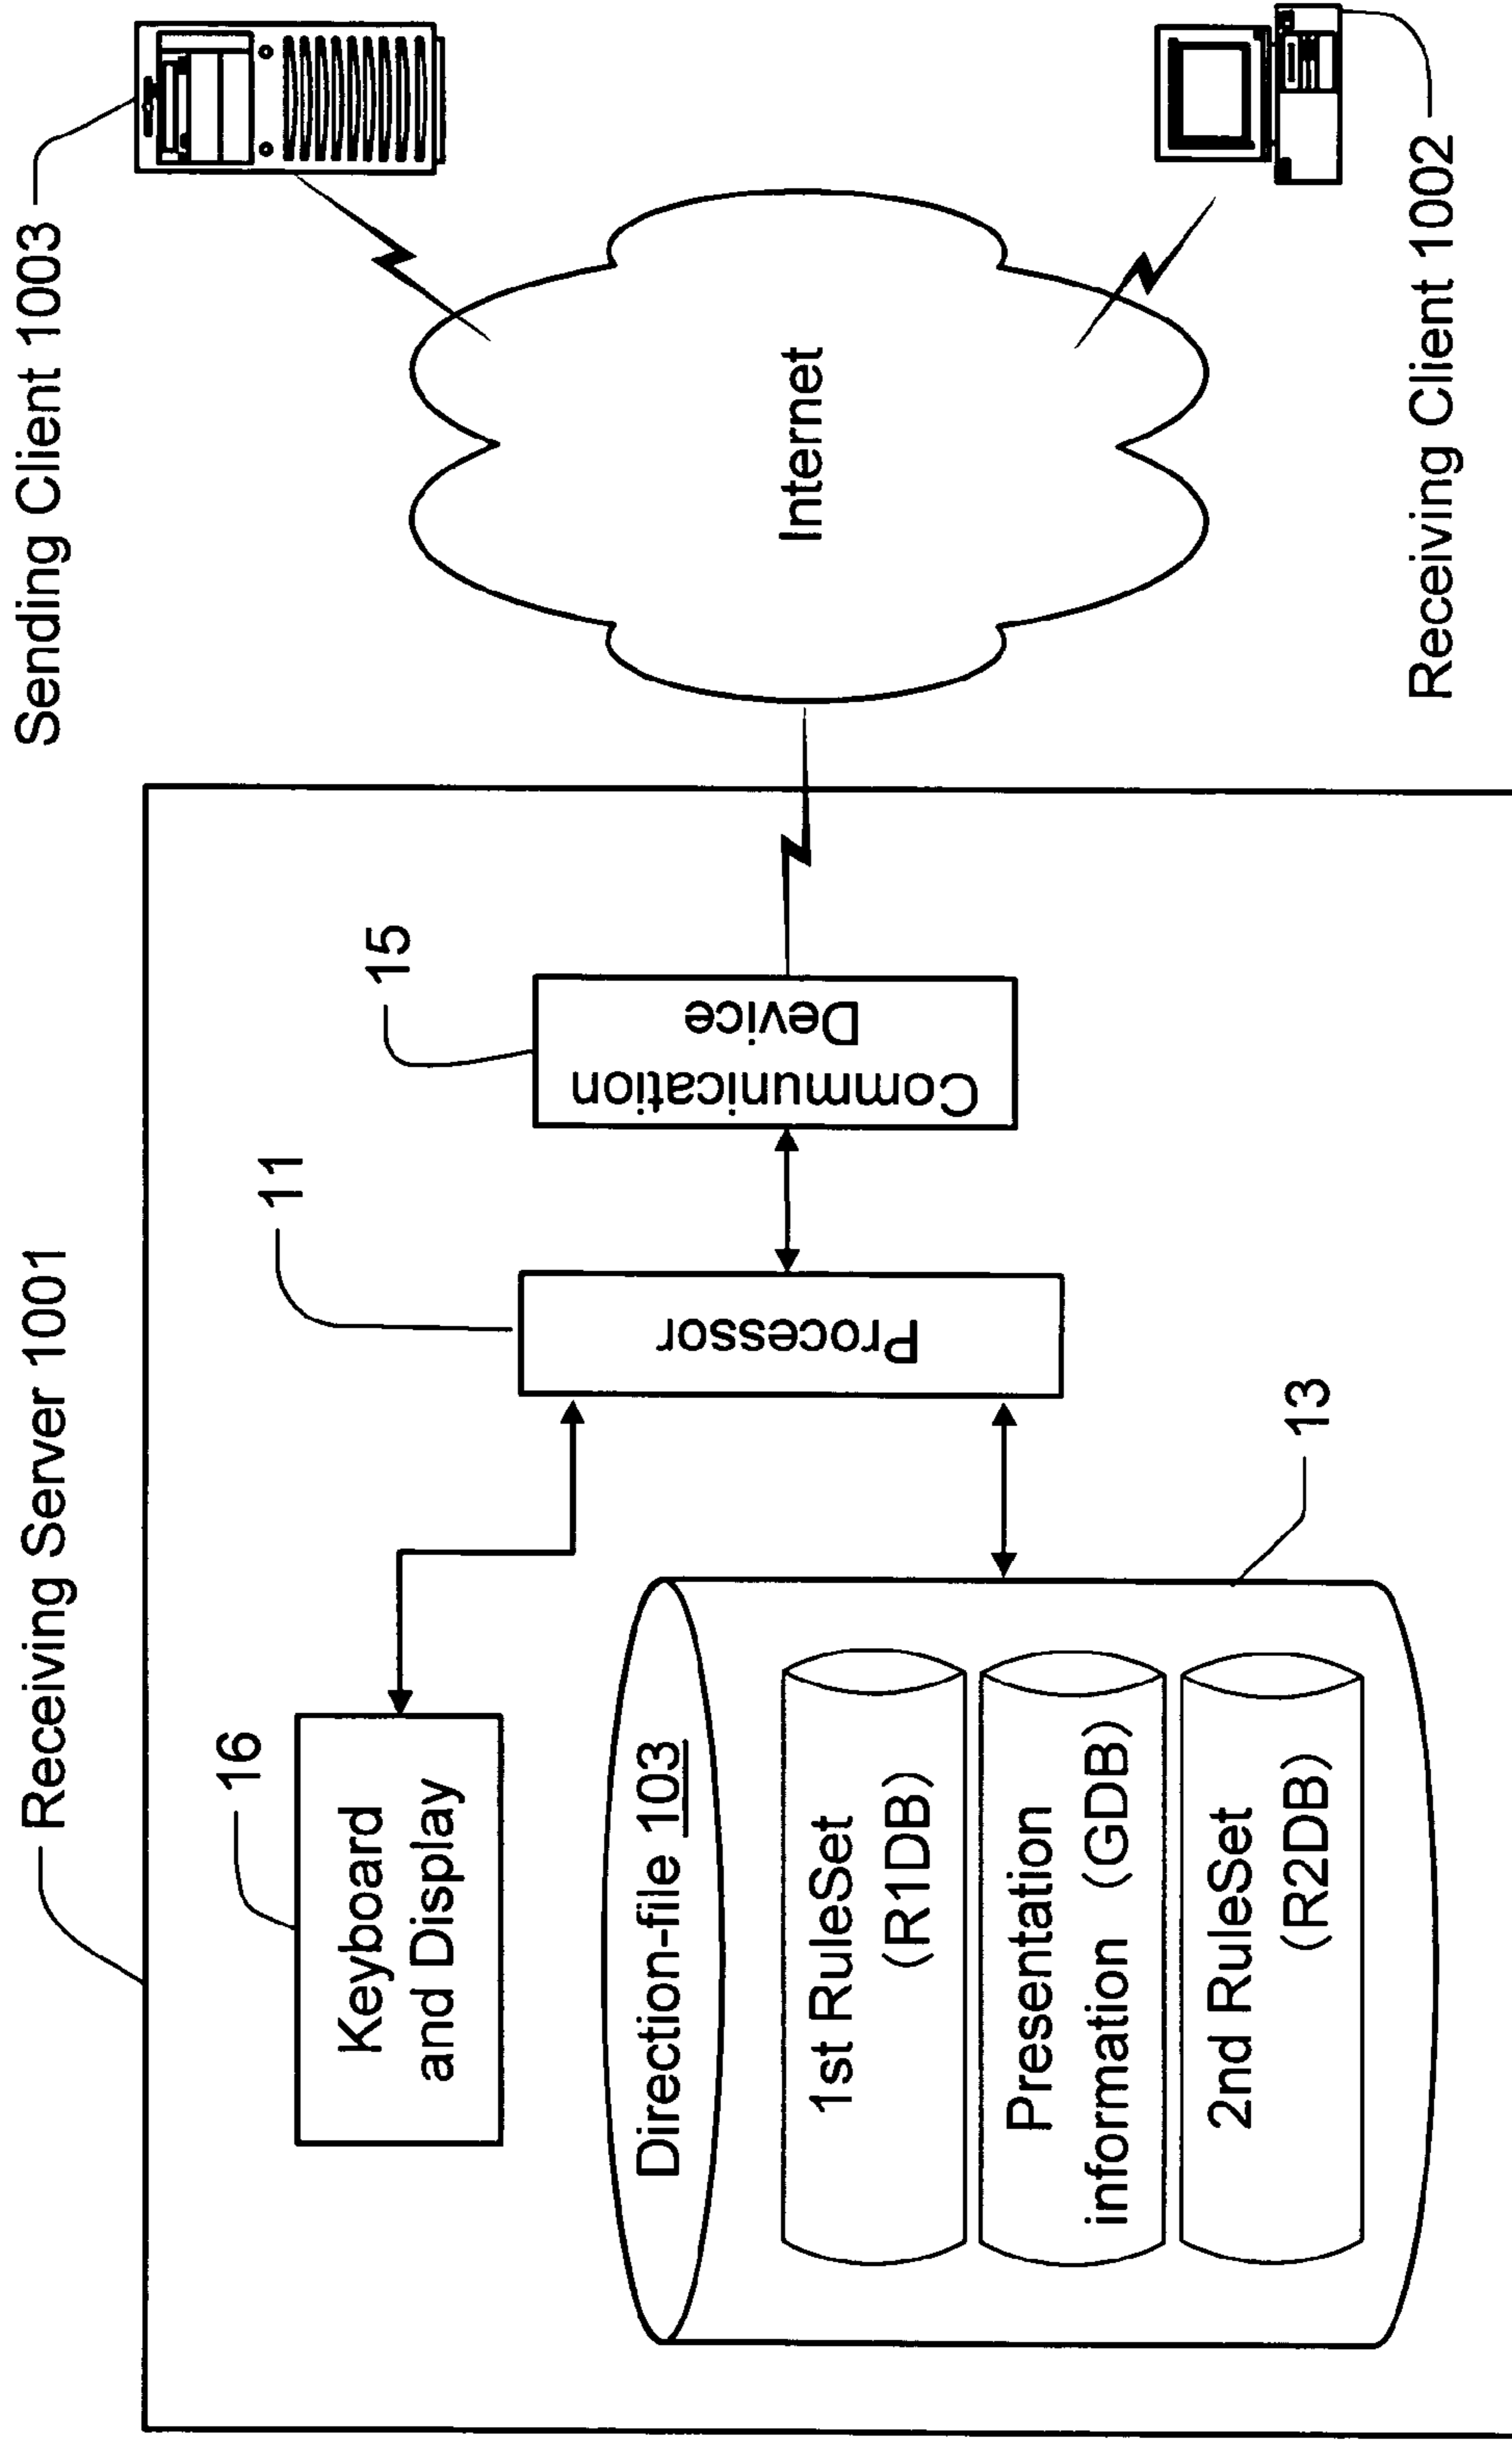 Receiving Server 1001
Sending Client 1003
16
Keyboard
and Display
11
Processor
15
Communication
Device
Internet
Direction-file 103
1st RuleSet
(R1DB)
Presentation
information (GDB)
2nd RuleSet
(R2DB)
13
Receiving Client 1002